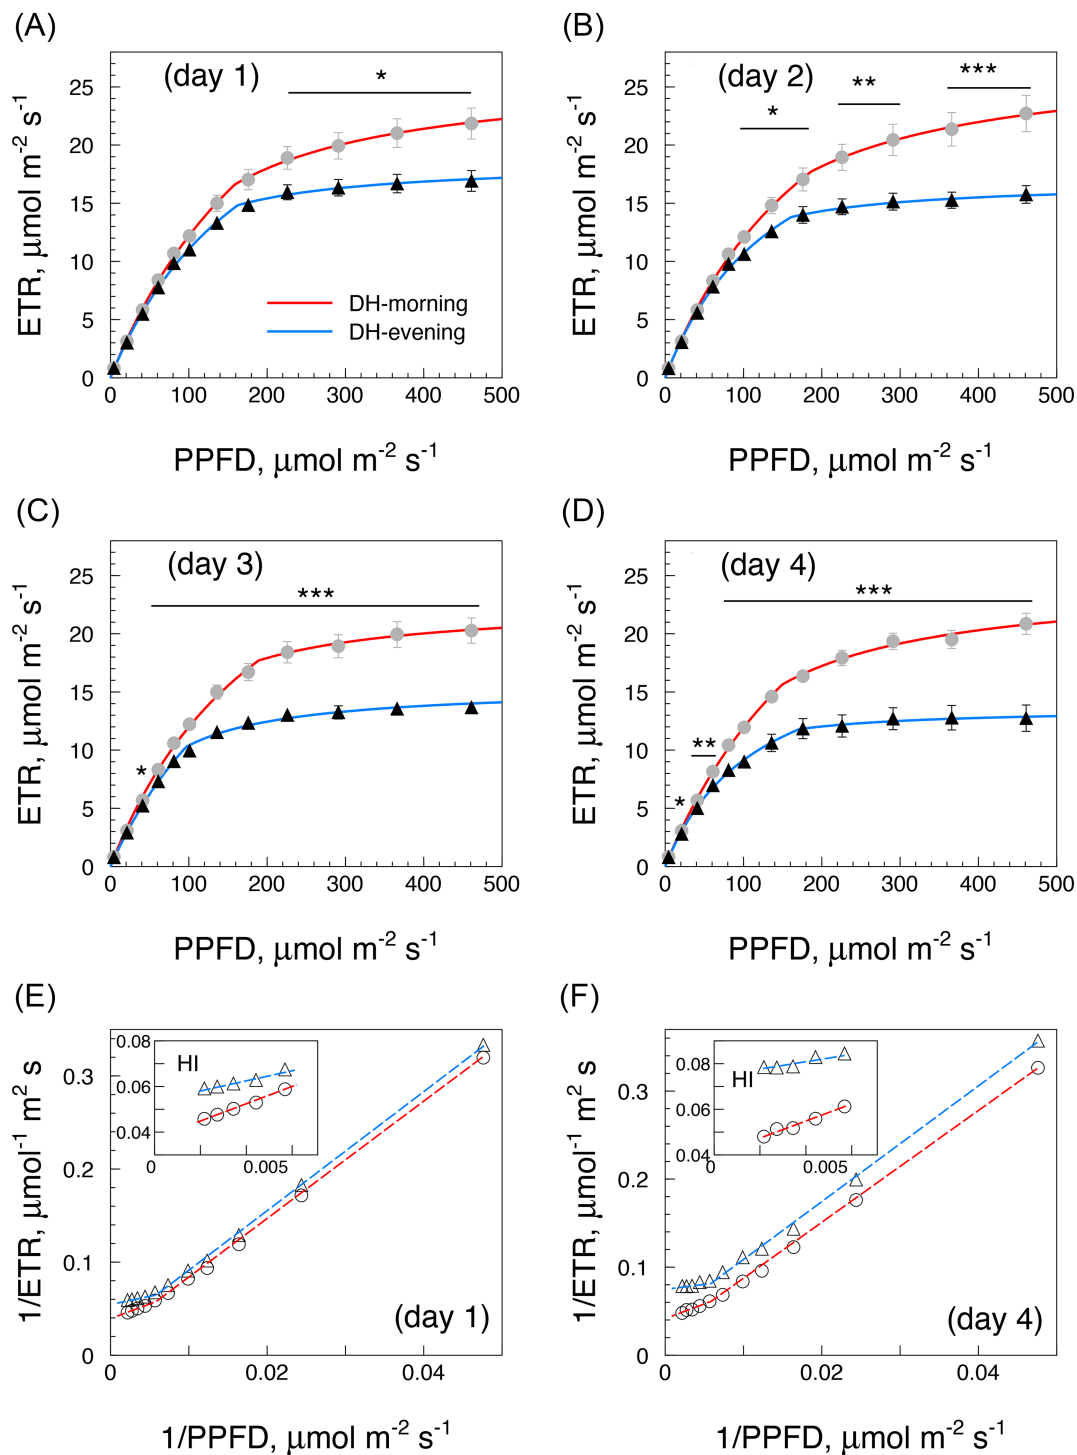 (A)
(day 1)
*
25
20
15
10
5
0
ETR, μmol m-2 s-1
DH-morning
DH-evening
0 100 200 300 400 500
PPFD, μmol m-2 s-1
(B)
(day 2)
* ** ***
25
20
15
10
5
0
ETR, μmol m-2 s-1
0 100 200 300 400 500
PPFD, μmol m-2 s-1
(C)
(day 3)
***
*
25
20
15
10
5
0
ETR, μmol m-2 s-1
0 100 200 300 400 500
PPFD, μmol m-2 s-1
(D)
(day 4)
***
**
*
25
20
15
10
5
0
ETR, μmol m-2 s-1
0 100 200 300 400 500
PPFD, μmol m-2 s-1
(E)
0.3
0.2
0.1
0
1/ETR, μmol-1 m2 s
0.08
0.06
0.04
HI
0 0.005
(day 1)
0 0.02 0.04
1/PPFD, μmol m-2 s-1
(F)
0.3
0.2
0.1
0
1/ETR, μmol-1 m2 s
0.08
0.06
0.04
HI
0 0.005
(day 4)
0 0.02 0.04
1/PPFD, μmol m-2 s-1